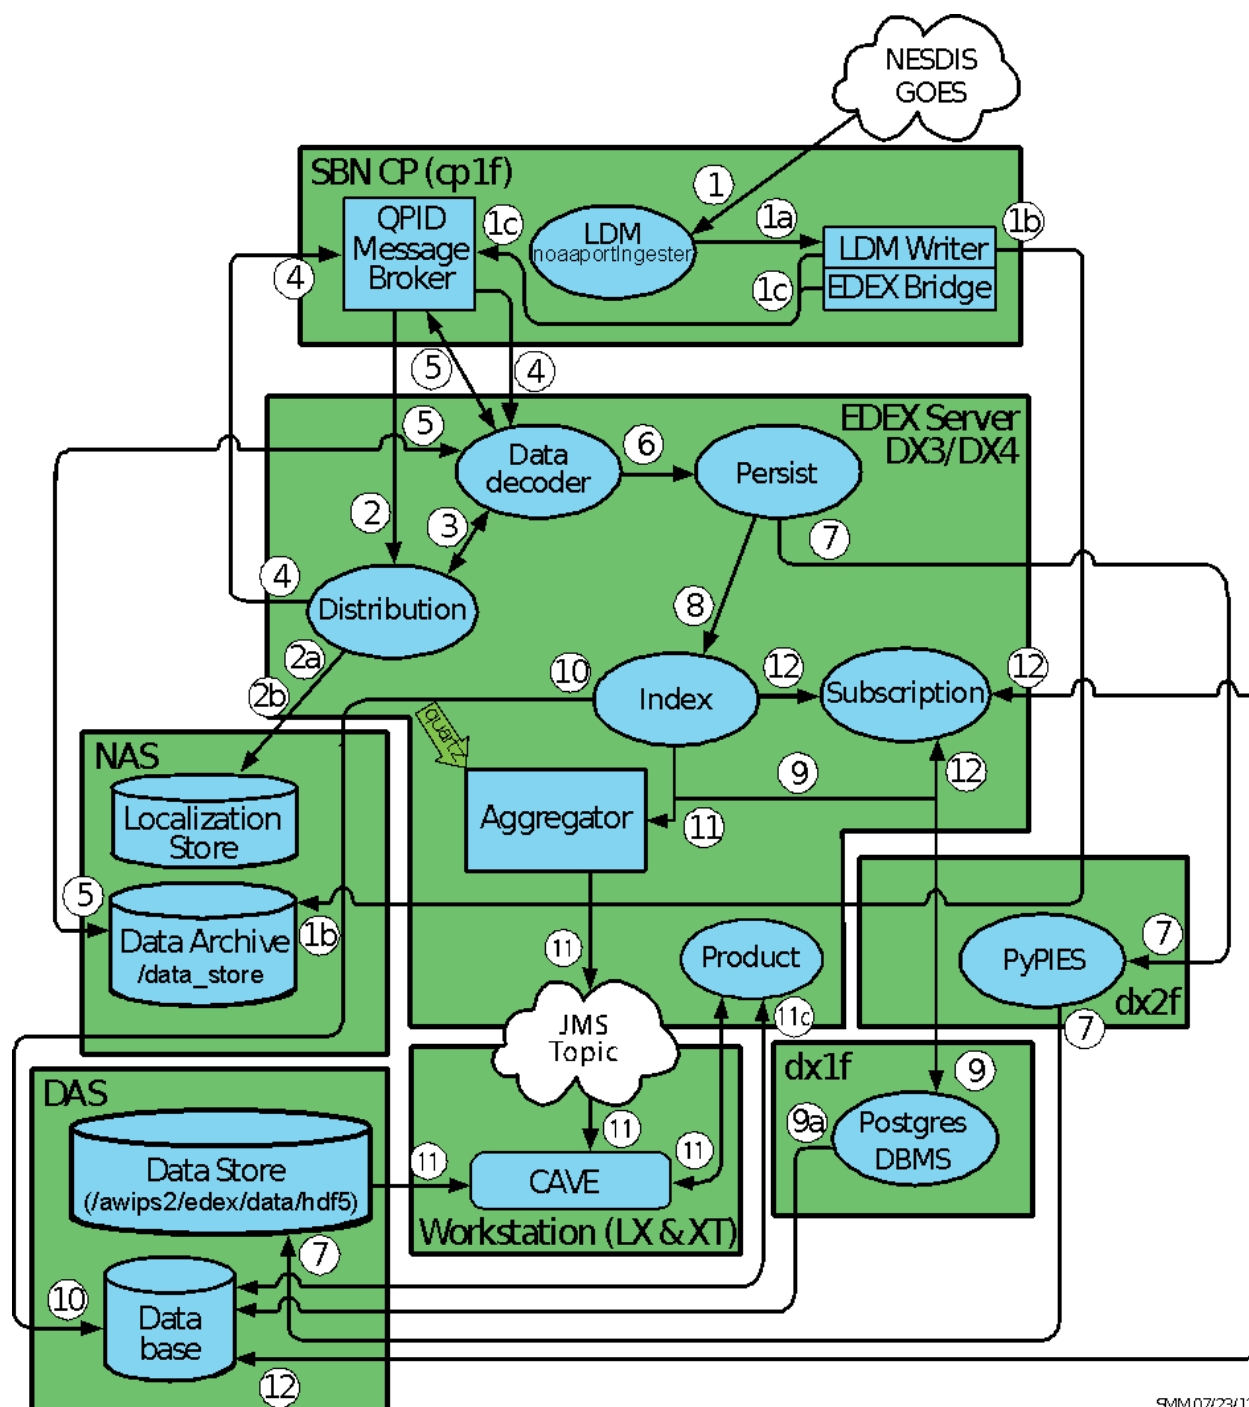 NESDIS
GOES
SBN CP (cp1f)
1
QPID
Message
Broker
1c
LDM
noaaportIngester
1a
LDM Writer
EDEX Bridge
1b
1c
4
5
4
EDEX Server
DX3/DX4
5
Data
decoder
6
Persist
2
3
7
4
Distribution
8
2a
2b
10
Index
12
Subscription
12
quartz
NAS
9
12
Localization
Store
Aggregator
11
5
Data Archive
/data_store
1b
11
Product
11c
PyPIES
7
dx2f
7
JMS
Topic
dx1f
9
9a
Postgres
DBMS
DAS
Data Store
(/awips2/edex/data/hdf5)
11
11
11
CAVE
Workstation (LX & XT)
7
10
Data
base
12